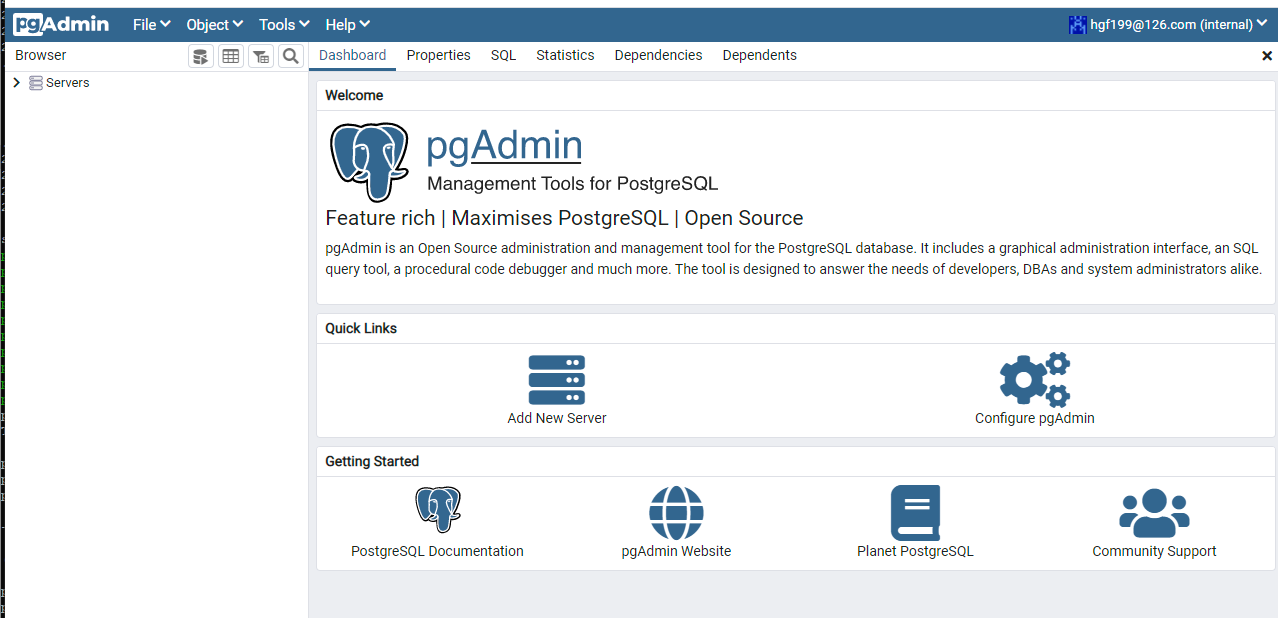 pgAdmin File Object Tools Help hgf199@126.com (internal)
Browser Dashboard Properties SQL Statistics Dependencies Dependents
Servers
Welcome
pgAdmin
Management Tools for PostgreSQL
Feature rich | Maximises PostgreSQL | Open Source
pgAdmin is an Open Source administration and management tool for the PostgreSQL database. It includes a graphical administration interface, an SQL
query tool, a procedural code debugger and much more. The tool is designed to answer the needs of developers, DBAs and system administrators alike.
Quick Links
Add New Server Configure pgAdmin
Getting Started
PostgreSQL Documentation pgAdmin Website Planet PostgreSQL Community Support